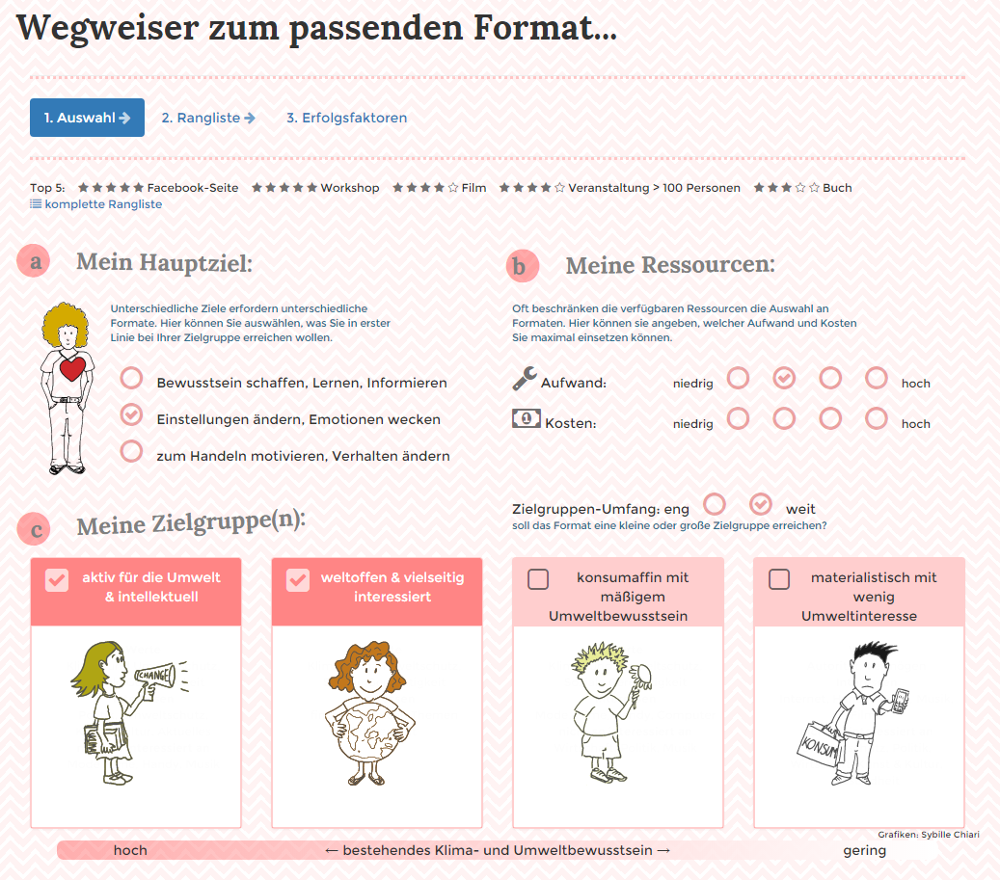 Wegweiser zum passenden Format...
1. Auswahl → 2. Rangliste → 3. Erfolgsfaktoren
Top 5: ★★★★★ Facebook-Seite ★★★★★ Workshop ★★★★☆ Film ★★★★☆ Veranstaltung > 100 Personen ★★★☆☆ Buch
komplette Rangliste
a Mein Hauptziel:
Unterschiedliche Ziele erfordern unterschiedliche
Formate. Hier können Sie auswählen, was Sie in erster
Linie bei Ihrer Zielgruppe erreichen wollen.
Bewusstsein schaffen, Lernen, Informieren
Einstellungen ändern, Emotionen wecken
zum Handeln motivieren, Verhalten ändern
b Meine Ressourcen:
Oft beschränken die verfügbaren Ressourcen die Auswahl an
Formaten. Hier können sie angeben, welcher Aufwand und Kosten
Sie maximal einsetzen können.
Aufwand: niedrig hoch
1 Kosten: niedrig hoch
Zielgruppen-Umfang: eng weit
soll das Format eine kleine oder große Zielgruppe erreichen?
c Meine Zielgruppe(n):
aktiv für die Umwelt
& intellektuell
weltoffen & vielseitig
interessiert
konsumaffin mit
mäßigem
Umweltbewusstsein
materialistisch mit
wenig
Umweltinteresse
CHANGE
KONSUM
Grafiken: Sybille Chiari
hoch ← bestehendes Klima- und Umweltbewusstsein → gering